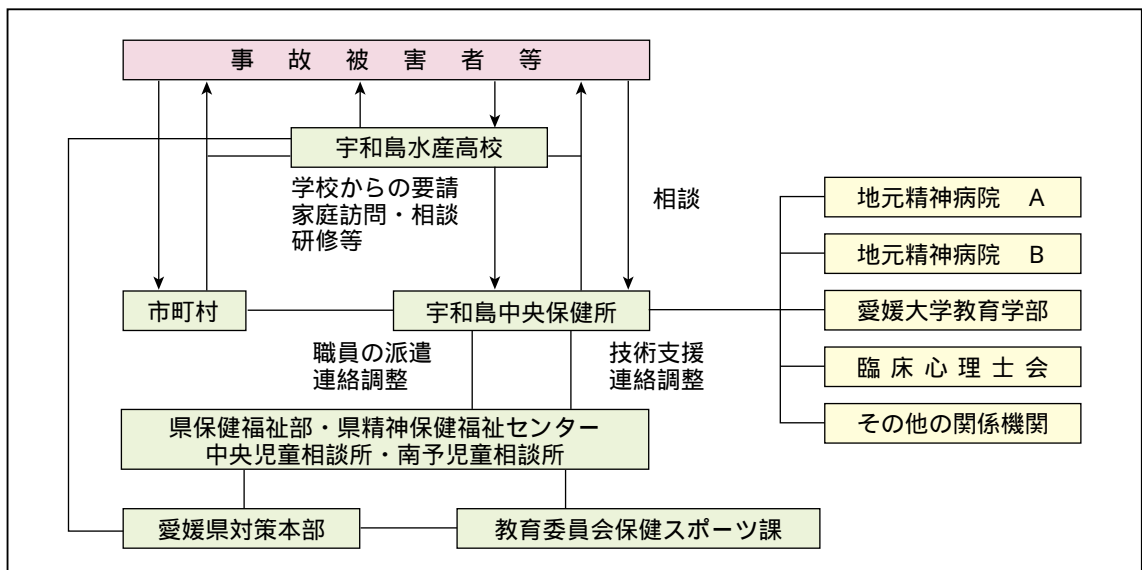 事故被害者等
宇和島水産高校
学校からの要請
家庭訪問・相談
研修等
相談
地元精神病院　A
地元精神病院　B
愛媛大学教育学部
臨床心理士会
その他の関係機関
市町村
宇和島中央保健所
職員の派遣
連絡調整
技術支援
連絡調整
県保健福祉部・県精神保健福祉センター
中央児童相談所・南予児童相談所
愛媛県対策本部
教育委員会保健スポーツ課